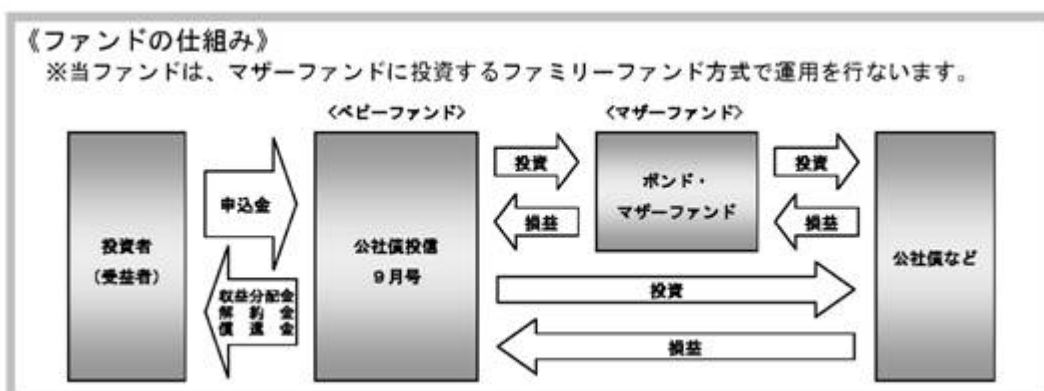 《ファンドの仕組み》
※当ファンドは、マザーファンドに投資するファミリーファンド方式で運用を行ないます。
〈ベビーファンド〉
〈マザーファンド〉
投資者
(受益者)
申込金
収益分配金
解約金
償還金
公社債投信
9月号
投資
損益
ボンド・
マザーファンド
投資
損益
投資
損益
公社債など